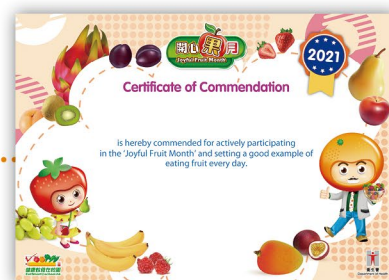 開心果月
Joyful Fruit Month
2021
Certificate of Commendation
is hereby commended for actively participating
in the 'Joyful Fruit Month' and setting a good example of
eating fruit every day.